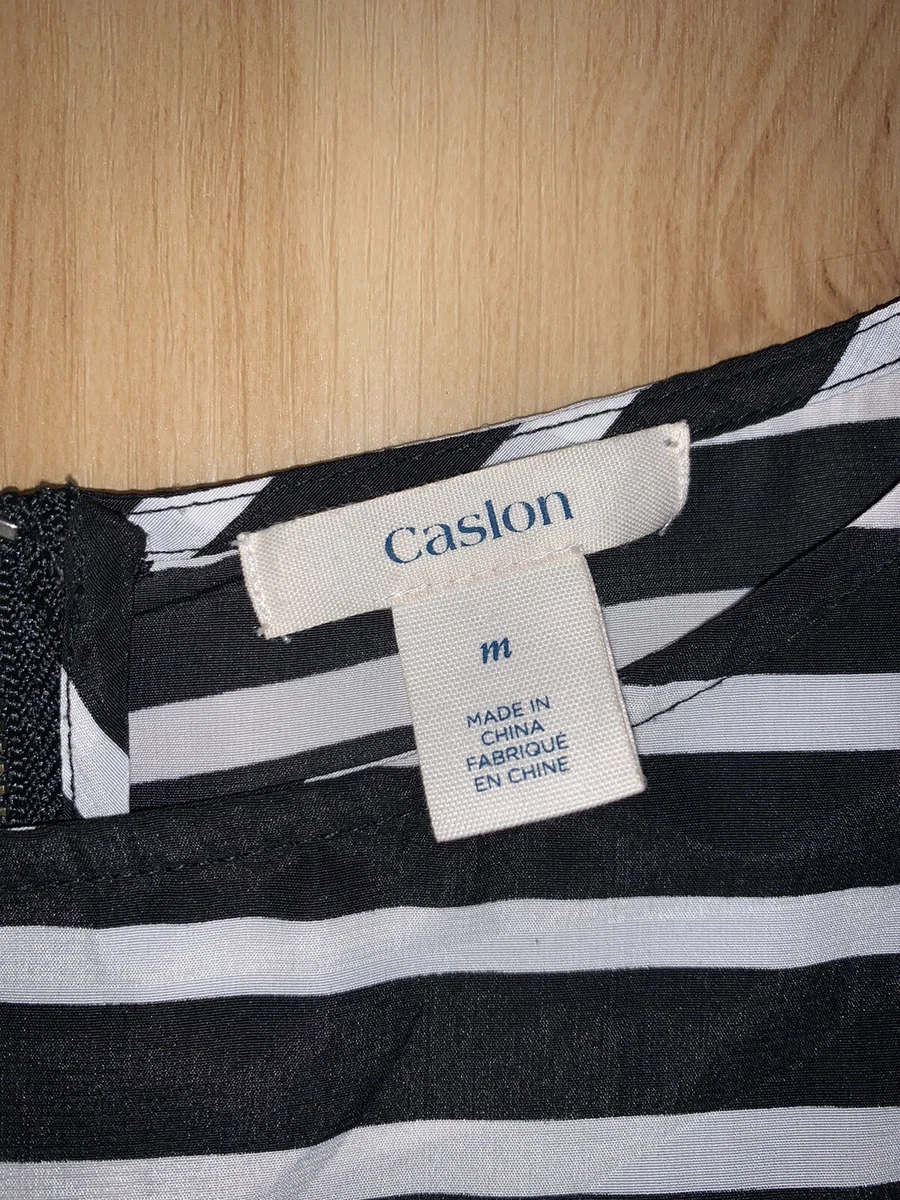 Caslon
m
MADE IN
CHINA
FABRIQUÉ
EN CHINE